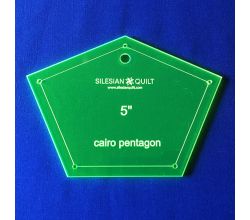 SILESIAN QUILT
www.silesianquilt.com
5"
cairo pentagon